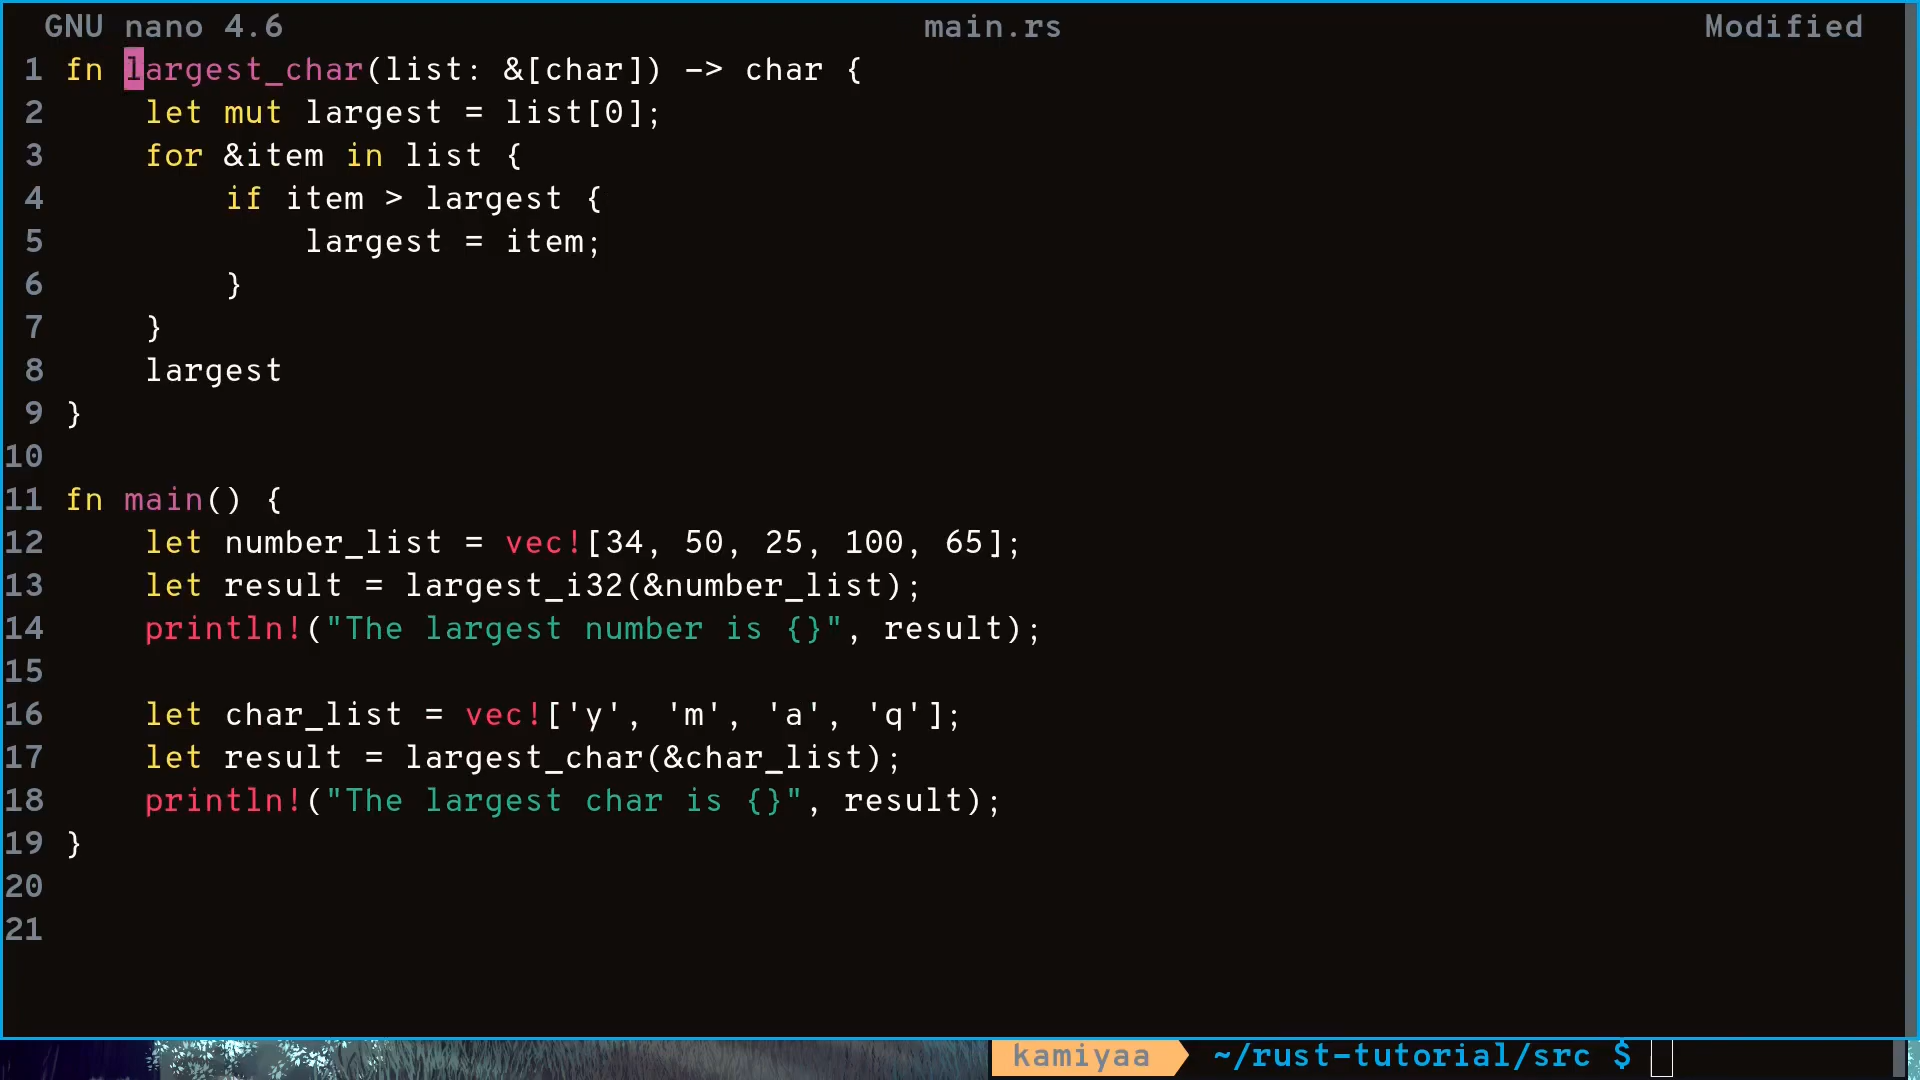 GNU nano 4.6 main.rs Modified
1 fn largest_char(list: &[char]) -> char {
2     let mut largest = list[0];
3     for &item in list {
4         if item > largest {
5             largest = item;
6         }
7     }
8     largest
9 }
10
11 fn main() {
12     let number_list = vec![34, 50, 25, 100, 65];
13     let result = largest_i32(&number_list);
14     println!("The largest number is {}", result);
15
16     let char_list = vec!['y', 'm', 'a', 'q'];
17     let result = largest_char(&char_list);
18     println!("The largest char is {}", result);
19 }
20
21
kamiyaa ~/rust-tutorial/src $